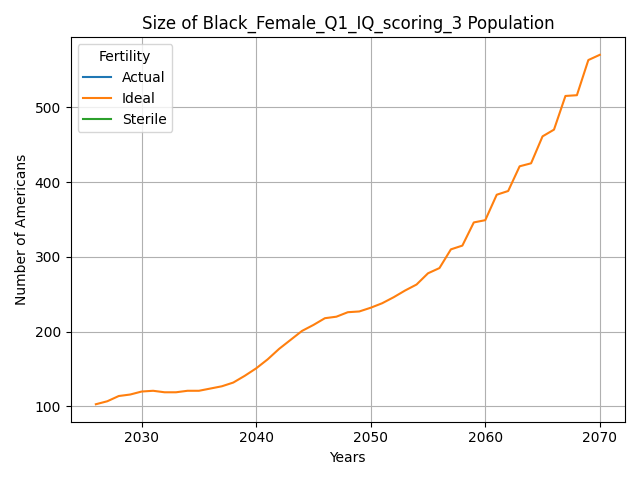 Size of Black_Female_Q1_IQ_scoring_3 Population
Fertility
Actual
Ideal
Sterile
Number of Americans
500
400
300
200
100
2030 2040 2050 2060 2070
Years